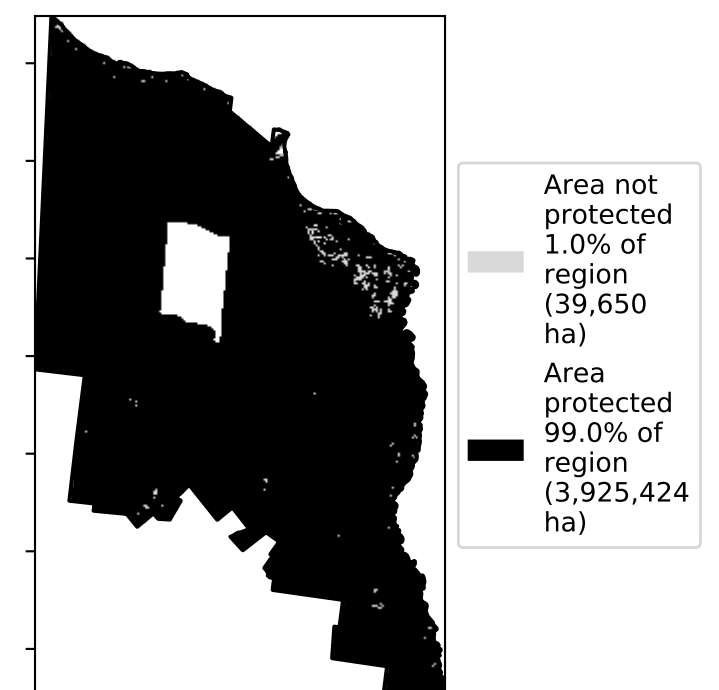 Area not
protected
1.0% of
region
(39,650
ha)
Area
protected
99.0% of
region
(3,925,424
ha)